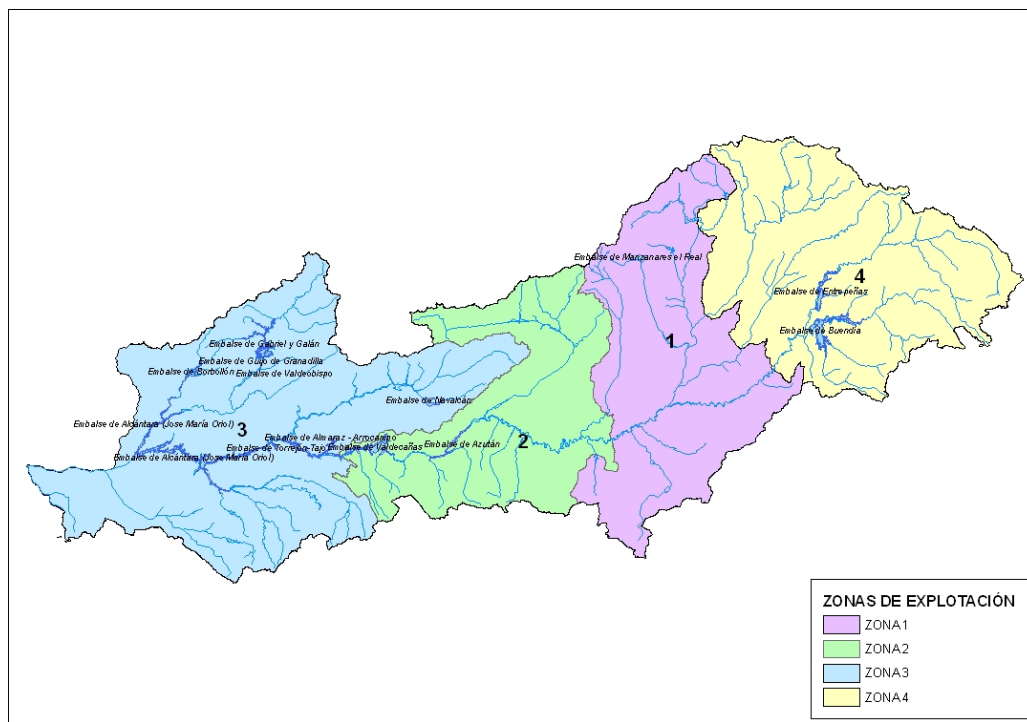 4
Embalse de Manzanares el Real
Embalse de Entrepeñas
Embalse de Buendía
1
Embalse de Gabriel y Galán
Embalse de Guijo de Granadilla
Embalse de Borbollón
Embalse de Valdeobispo
Embalse de Navalcán
Embalse de Alcántara (Jose María Oriol)
3
Embalse de Almaraz - Arrocampo
Embalse de Torrejón-Tajo
Embalse de Valdecañas
Embalse de Azután
2
Embalse de Alcántara (Jose María Oriol)
ZONAS DE EXPLOTACIÓN
ZONA1
ZONA2
ZONA3
ZONA4